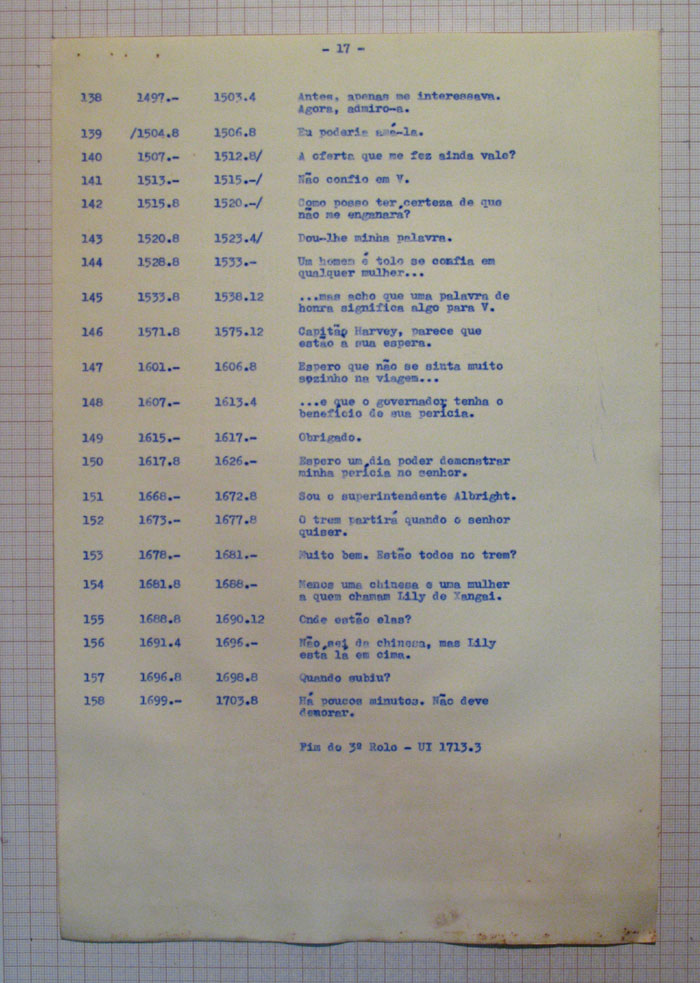 - 17 -
138 1497.- 1503.4 Antes, apenas me interessava.
Agora, admiro-a.
139 /1504.8 1506.8 Eu poderia amá-la.
140 1507.- 1512.8/ A oferta que me fez ainda vale?
141 1513.- 1515.-/ Não confio em V.
142 1515.8 1520.-/ Como posso ter certeza de que
não me enganará?
143 1520.8 1523.4/ Dou-lhe minha palavra.
144 1528.8 1533.- Um homem é tolo se confia em
qualquer mulher...
145 1533.8 1538.12 ...mas acho que uma palavra de
honra significa algo para V.
146 1571.8 1575.12 Capitão Harvey, parece que
estão a sua espera.
147 1601.- 1606.8 Espero que não se sinta muito
sozinho na viagem...
148 1607.- 1613.4 ...e que o governador tenha o
benefício de sua perícia.
149 1615.- 1617.- Obrigado.
150 1617.8 1626.- Espero um dia poder demonstrar
minha perícia no senhor.
151 1668.- 1672.8 Sou o superintendente Albright.
152 1673.- 1677.8 O trem partirá quando o senhor
quiser.
153 1678.- 1681.- Muito bem. Estão todos no trem?
154 1681.8 1688.- Menos uma chinesa e uma mulher
a quem chamam Lily de Xangai.
155 1688.8 1690.12 Onde estão elas?
156 1691.4 1696.- Não sei da chinesa, mas Lily
está lá em cima.
157 1696.8 1698.8 Quando subiu?
158 1699.- 1703.8 Há poucos minutos. Não deve
demorar.
Fim do 3º Rolo - UI 1713.3